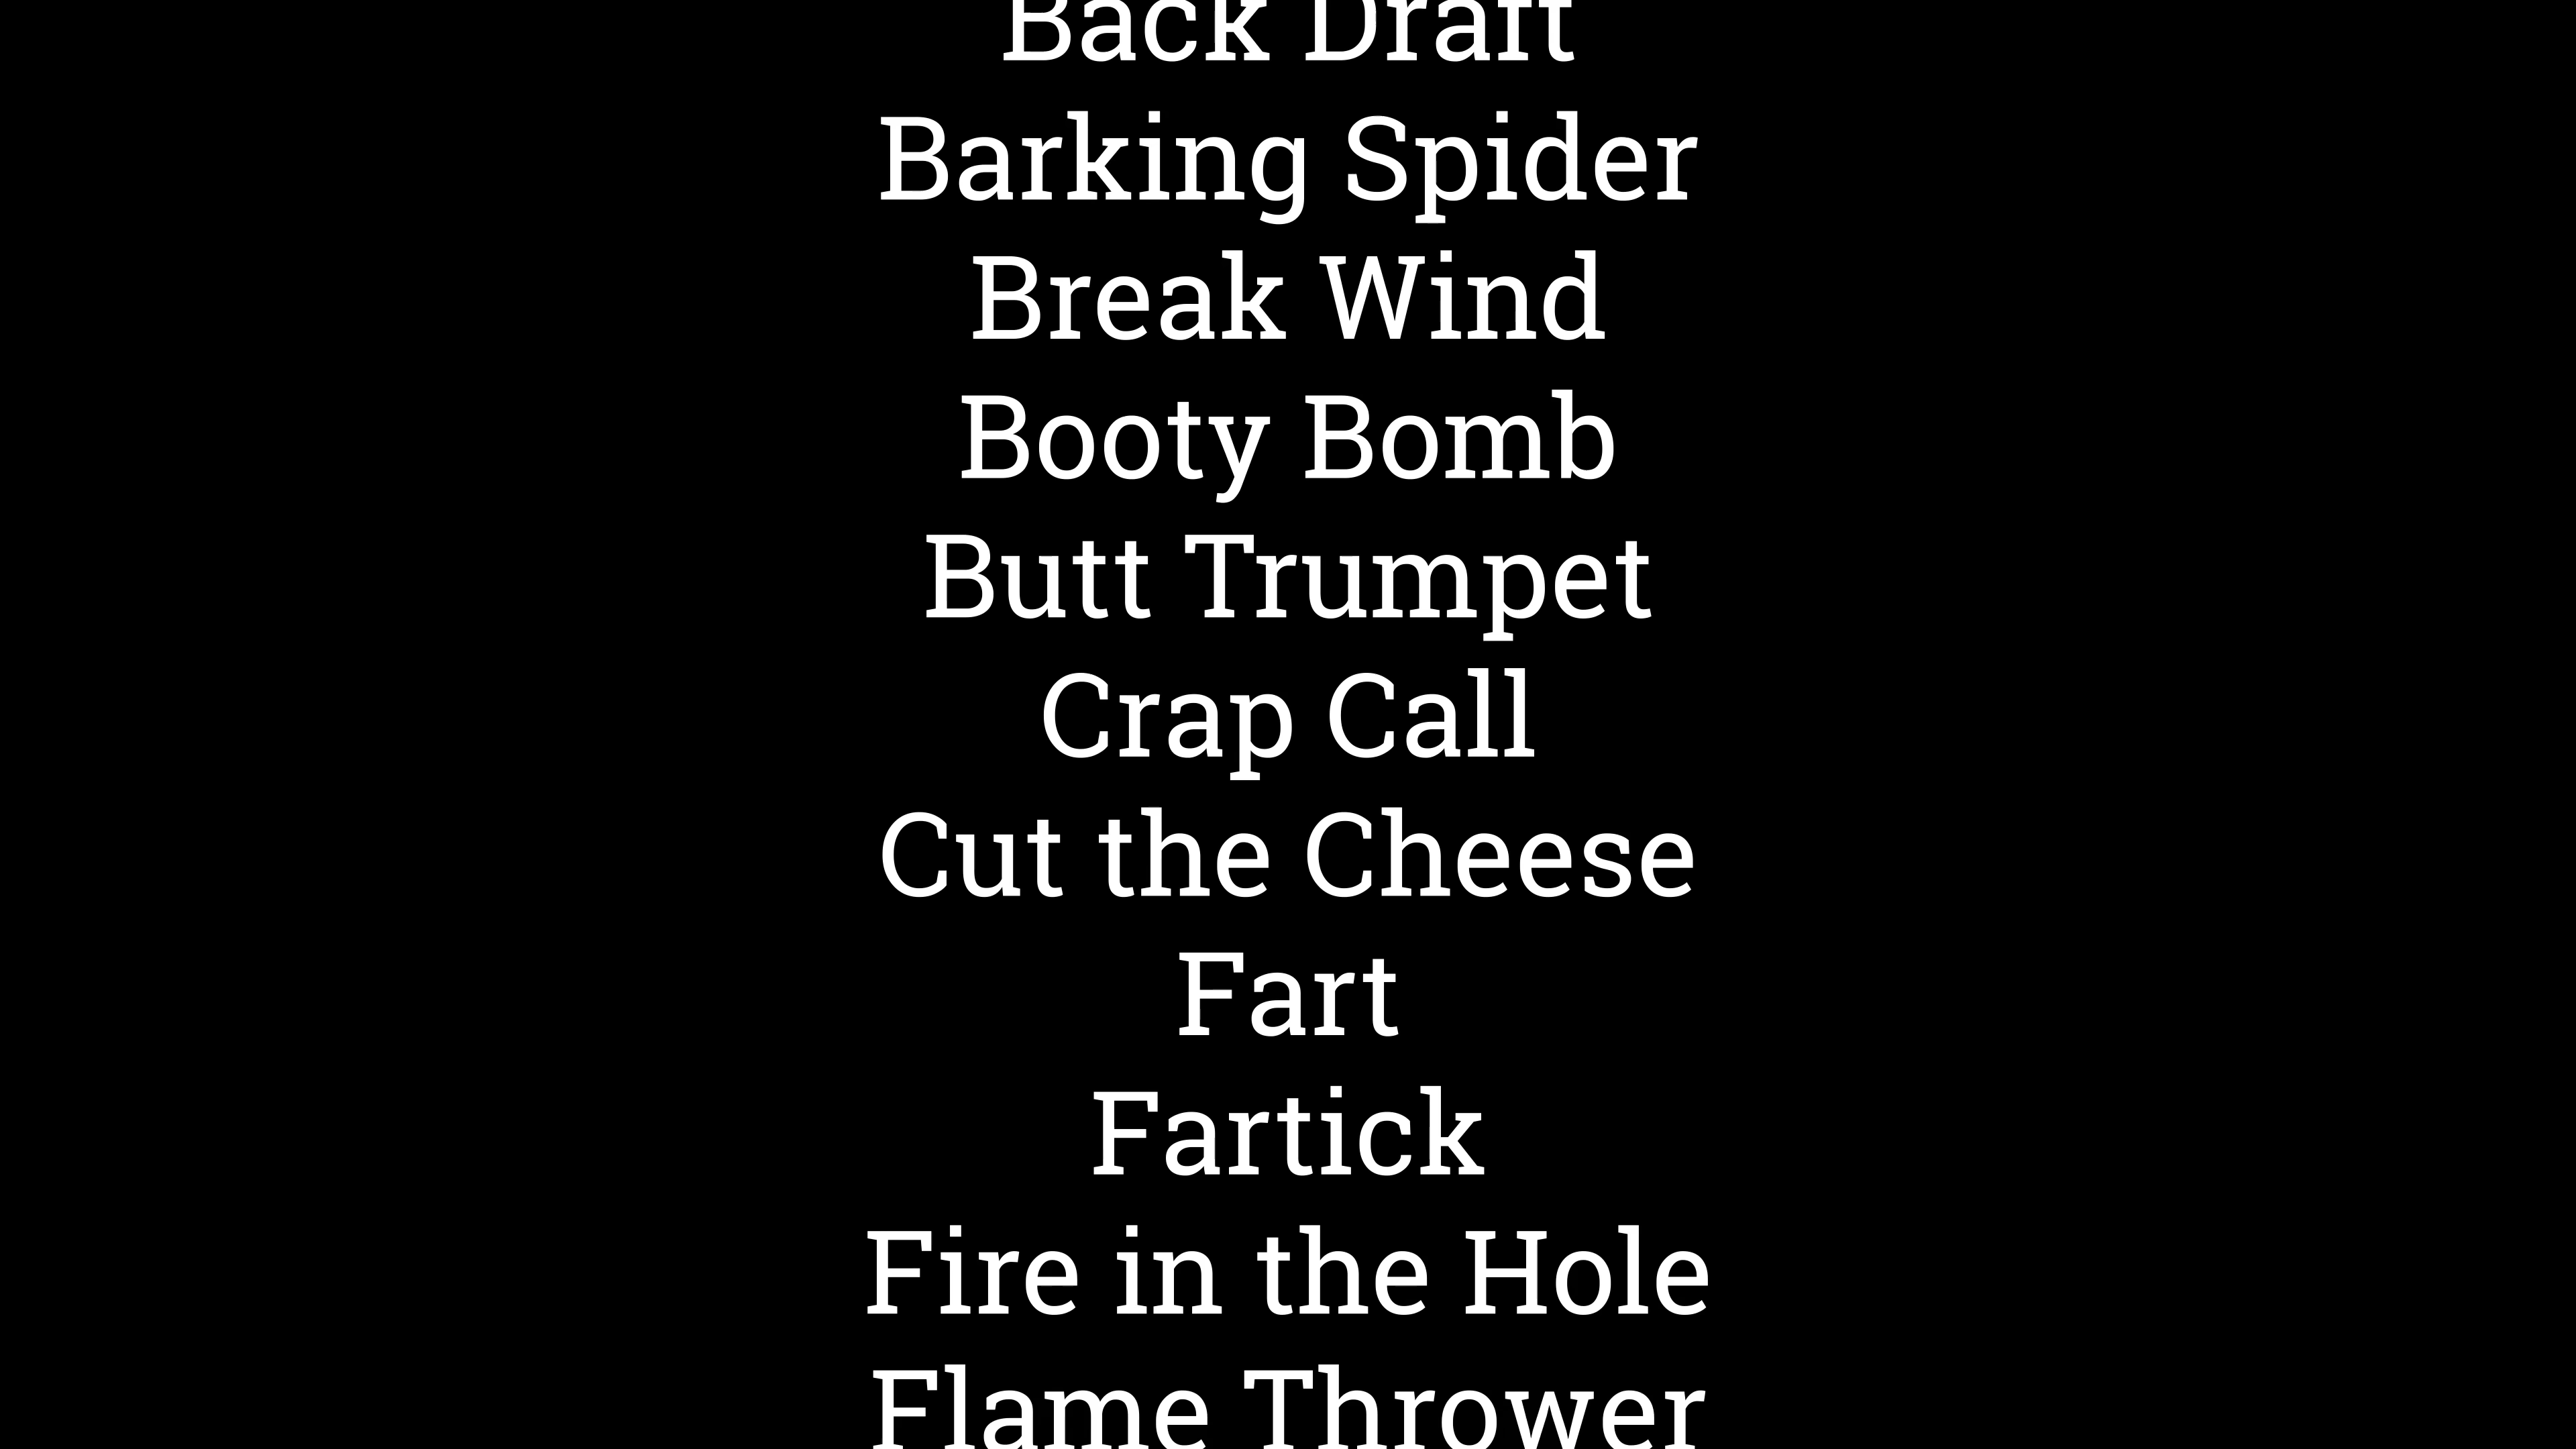 Back Draft
Barking Spider
Break Wind
Booty Bomb
Butt Trumpet
Crap Call
Cut the Cheese
Fart
Fartick
Fire in the Hole
Flame Thrower